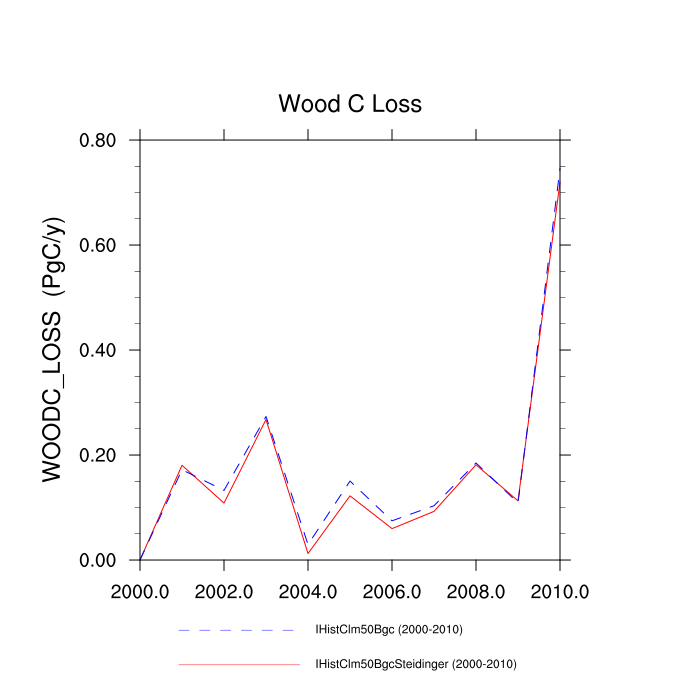 Wood C Loss
WOODC_LOSS (PgC/y)
0.80
0.60
0.40
0.20
0.00
2000.0 2002.0 2004.0 2006.0 2008.0 2010.0
IHistClm50Bgc (2000-2010)
IHistClm50BgcSteidinger (2000-2010)